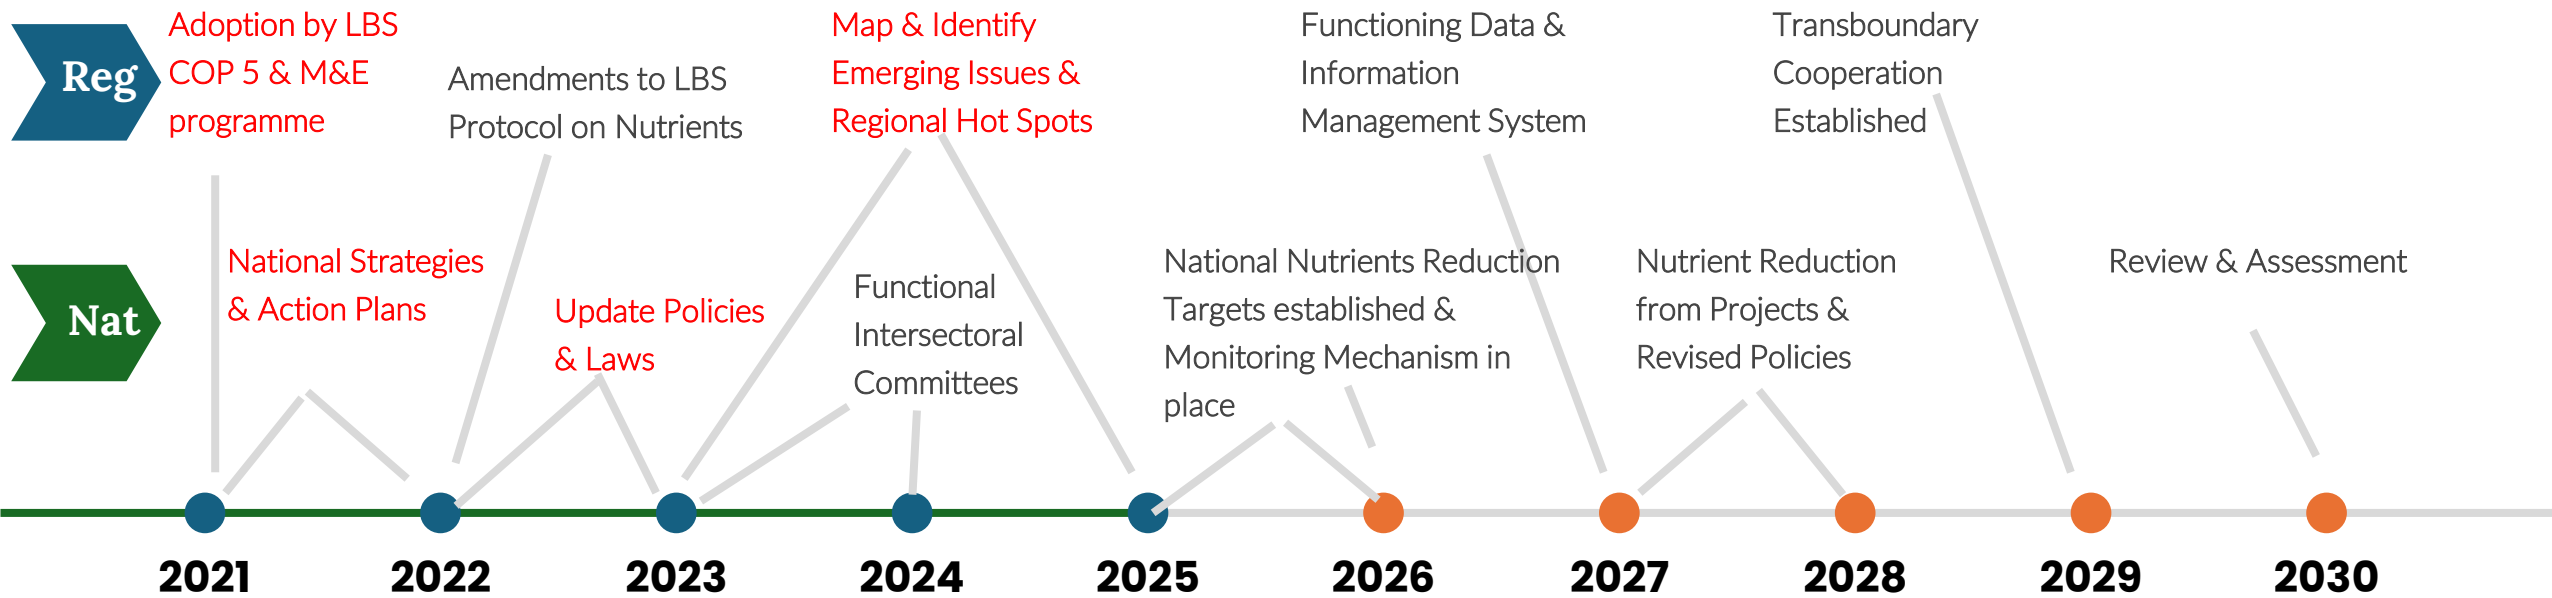 Reg
Adoption by LBS
COP 5 & M&E
programme
Amendments to LBS
Protocol on Nutrients
Map & Identify
Emerging Issues &
Regional Hot Spots
Functioning Data &
Information
Management System
Transboundary
Cooperation
Established
Nat
National Strategies
& Action Plans
Update Policies
& Laws
Functional
Intersectoral
Committees
National Nutrients Reduction
Targets established &
Monitoring Mechanism in
place
Nutrient Reduction
from Projects &
Revised Policies
Review & Assessment
2021
2022
2023
2024
2025
2026
2027
2028
2029
2030